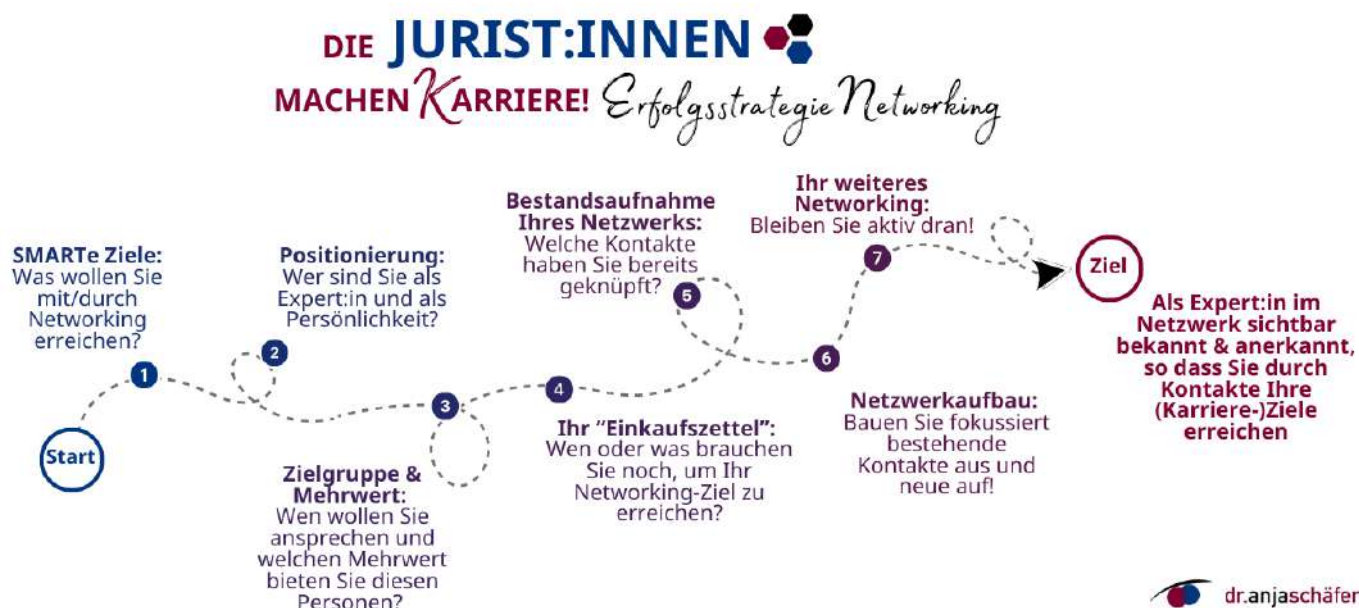 DIE JURIST:INNEN
MACHEN KARRIERE! Erfolgsstrategie Networking
Start
1
SMARTe Ziele:
Was wollen Sie
mit/durch
Networking
erreichen?
2
Positionierung:
Wer sind Sie als
Expert:in und als
Persönlichkeit?
3
Zielgruppe &
Mehrwert:
Wen wollen Sie
ansprechen und
welchen Mehrwert
bieten Sie diesen
Personen?
4
Ihr "Einkaufszettel":
Wen oder was brauchen
Sie noch, um Ihr
Networking-Ziel zu
erreichen?
5
Bestandsaufnahme
Ihres Netzwerks:
Welche Kontakte
haben Sie bereits
geknüpft?
6
Netzwerkaufbau:
Bauen Sie fokussiert
bestehende
Kontakte aus und
neue auf!
7
Ihr weiteres
Networking:
Bleiben Sie aktiv dran!
Ziel
Als Expert:in im
Netzwerk sichtbar
bekannt & anerkannt,
so dass Sie durch
Kontakte Ihre
(Karriere-)Ziele
erreichen
dr.anjaschäfer